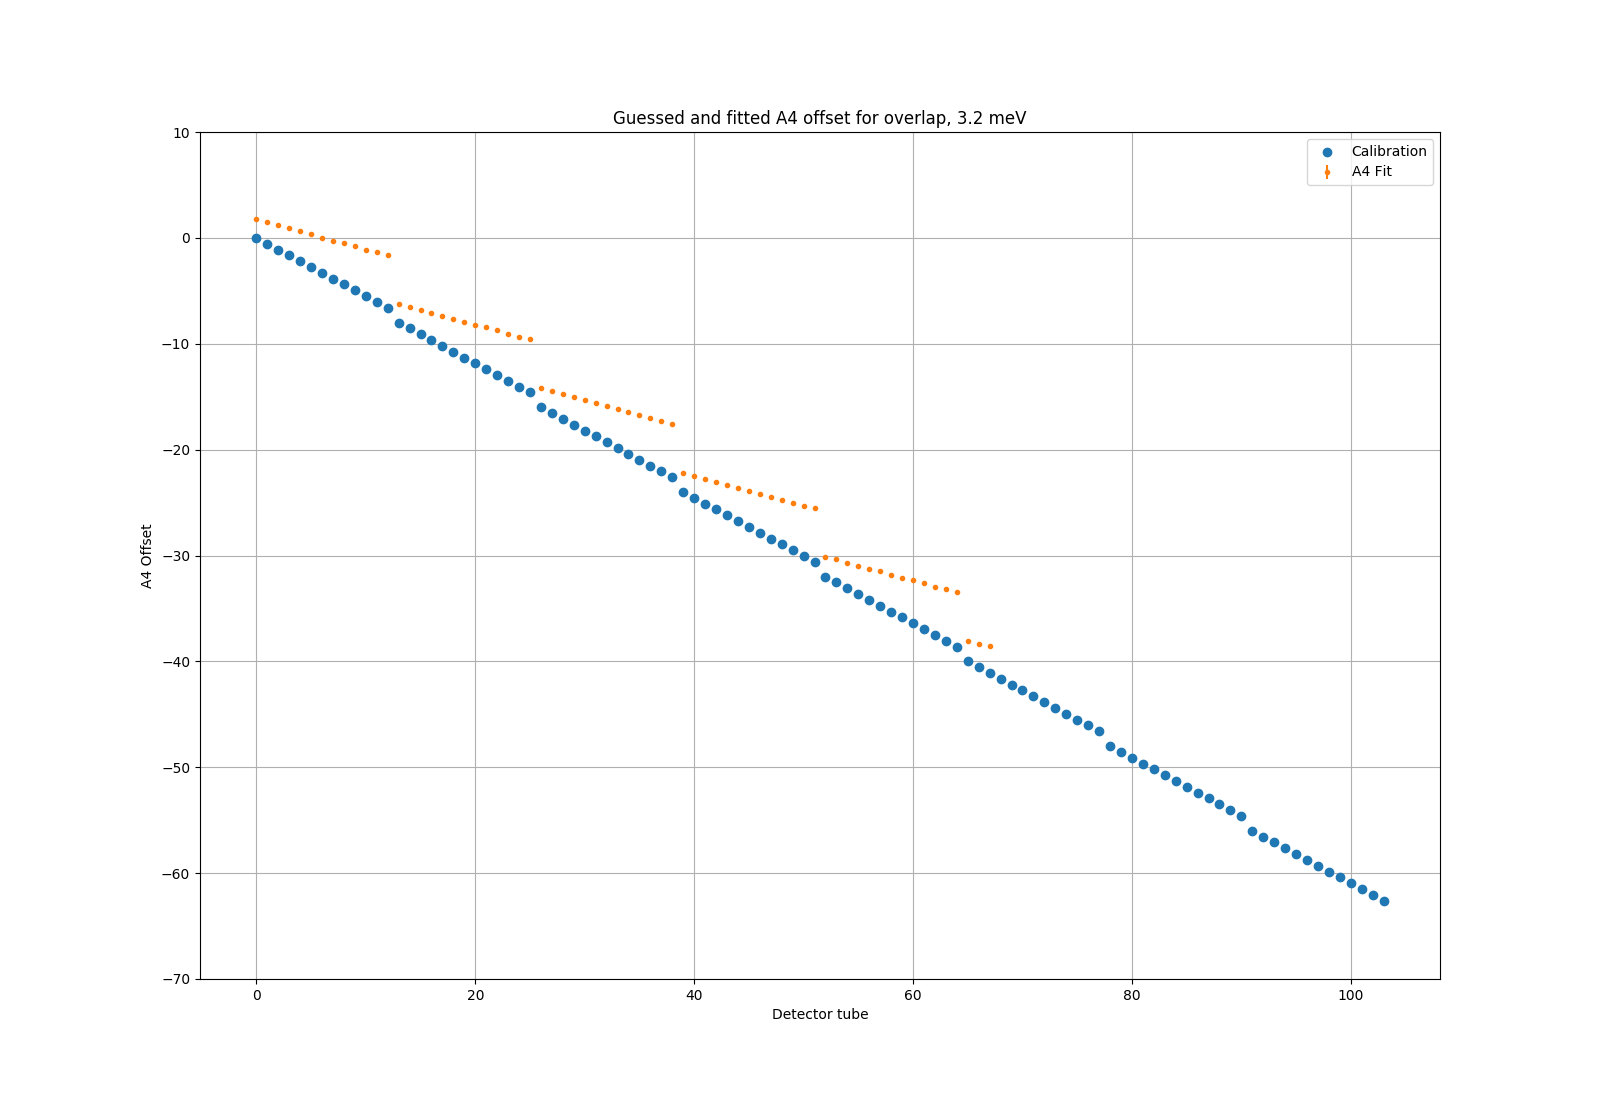 Guessed and fitted A4 offset for overlap, 3.2 meV
Calibration
A4 Fit
10
0
−10
−20
−30
−40
−50
−60
−70
A4 Offset
0 20 40 60 80 100
Detector tube